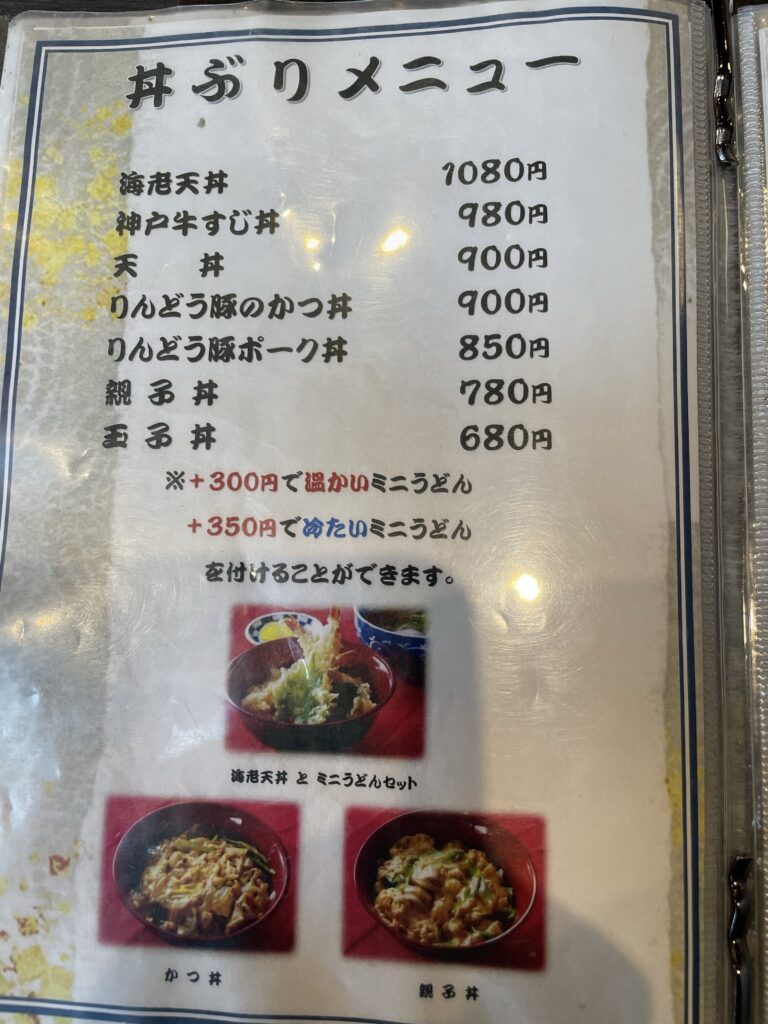 丼ぶりメニュー
海老天丼 1080円
神戸牛すじ丼 980円
天 丼 900円
りんどう豚のかつ丼 900円
りんどう豚ポーク丼 850円
親子丼 780円
玉子丼 680円
※+300円で温かいミニうどん
+350円で冷たいミニうどん
を付けることができます。
海老天丼 と ミニうどんセット
かつ丼
親子丼